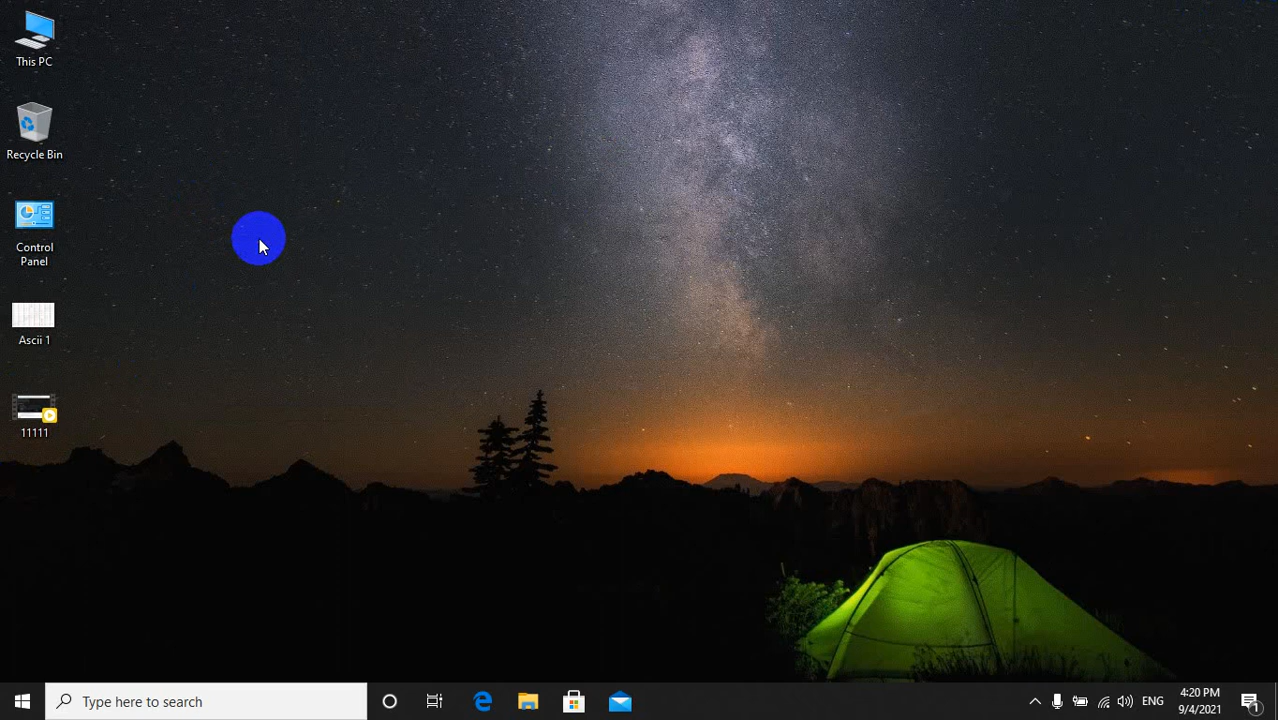 This PC
Recycle Bin
Control
Panel
Ascii 1
11111
Type here to search
ENG
4:20 PM
9/4/2021
1